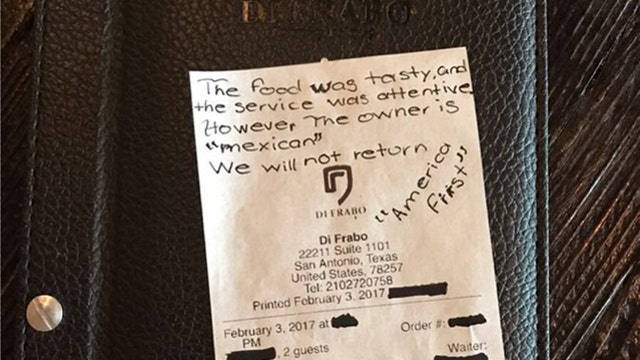 DI FRABO
The food was tasty, and
the service was attentive.
However, The owner is
"mexican"
We will not return
"America
First"
DI FRABO
Di Frabo
22211 Suite 1101
San Antonio, Texas
United States, 78257
Tel: 2102720758
Printed February 3, 2017
February 3, 2017 at
PM
Order #:
, 2 guests
Waiter: